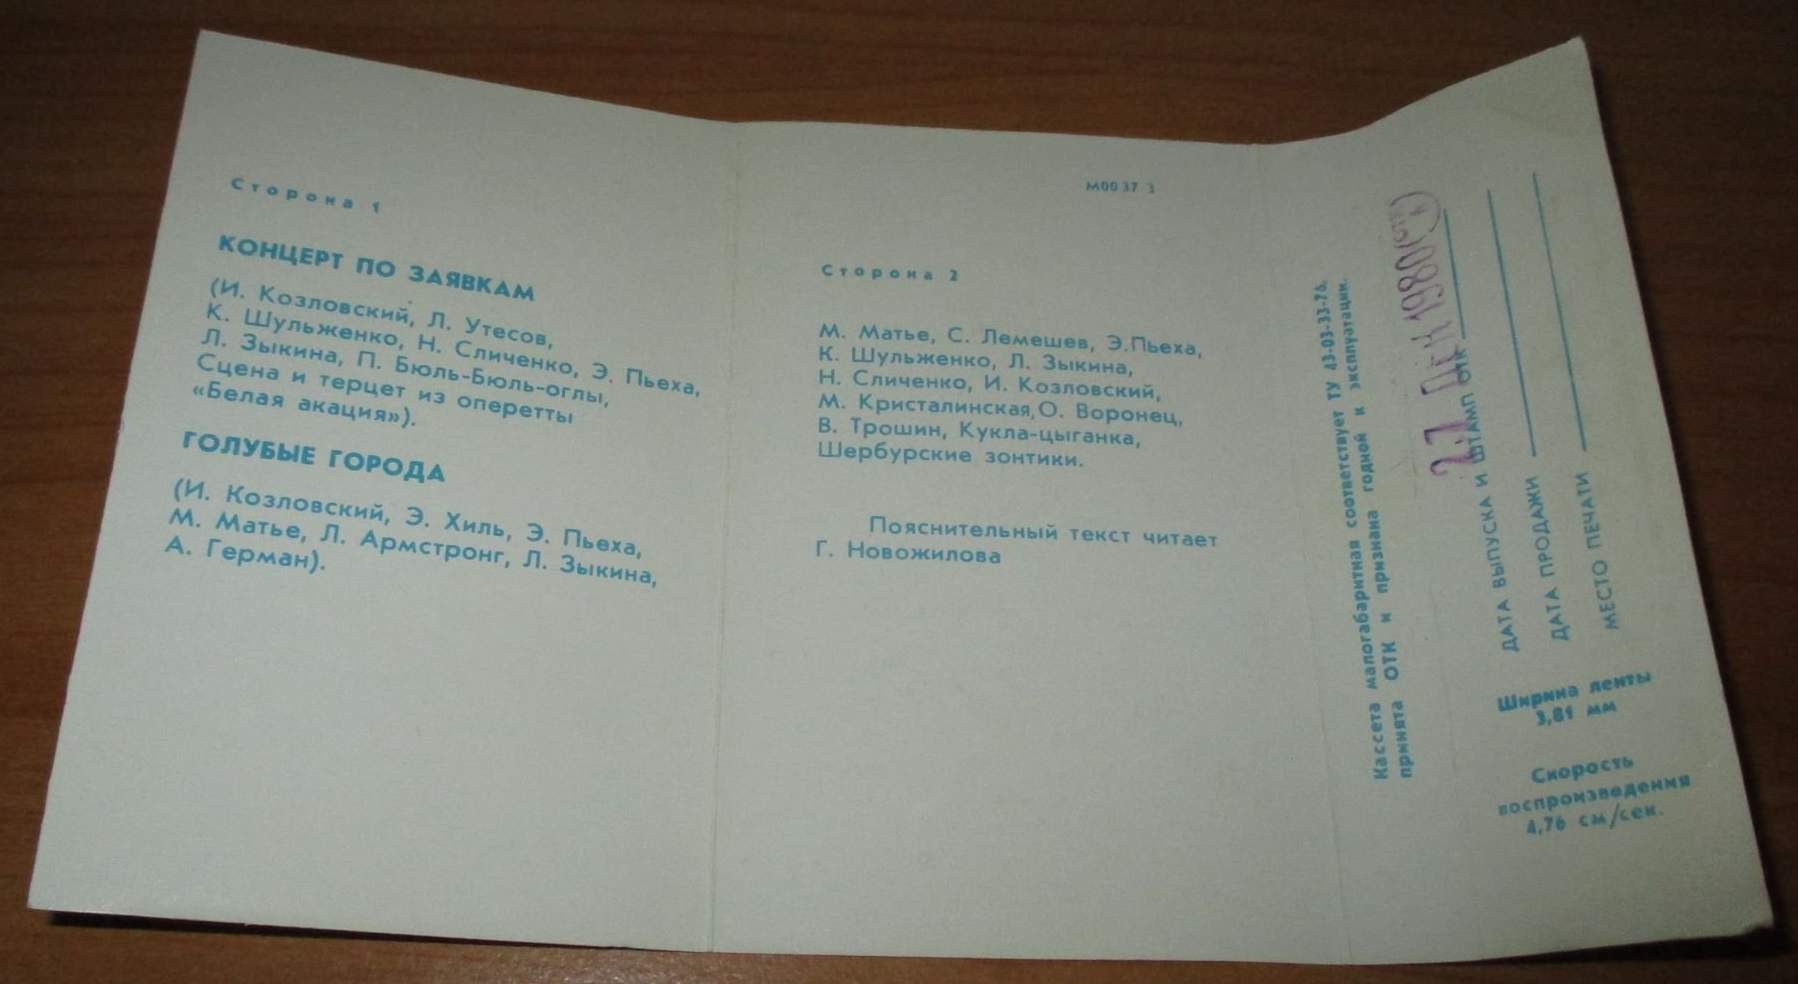 Сторона 1
КОНЦЕРТ ПО ЗАЯВКАМ
(И. Козловский, Л. Утесов,
К. Шульженко, Н. Сличенко, Э. Пьеха,
Л. Зыкина, П. Бюль-Бюль-оглы,
Сцена и терцет из оперетты
«Белая акация»).
ГОЛУБЫЕ ГОРОДА
(И. Козловский, Э. Хиль, Э. Пьеха,
М. Матье, Л. Армстронг, Л. Зыкина,
А. Герман).
М00 37 3
Сторона 2
М. Матье, С. Лемешев, Э.Пьеха,
К. Шульженко, Л. Зыкина,
Н. Сличенко, И. Козловский,
М. Кристалинская, О. Воронец,
В. Трошин, Кукла-цыганка,
Шербурские зонтики.
Пояснительный текст читает
Г. Новожилова
Кассета малогабаритная соответствует ТУ 43-03-33-76,
принята ОТК и признана годной к эксплуатации.
27 ДЕК 1980
ДАТА ВЫПУСКА И ШТАМП ОТК
ДАТА ПРОДАЖИ
МЕСТО ПЕЧАТИ
Ширина ленты
3,81 мм
Скорость
воспроизведения
4,76 см/сек.